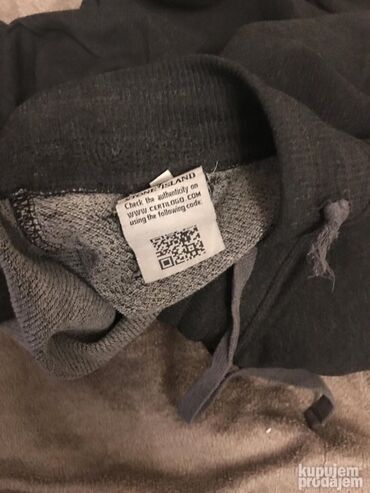 STONE ISLAND
Check the authenticity on
WWW.CERTILOGO.COM
using the following code:
kupujem
prodajem